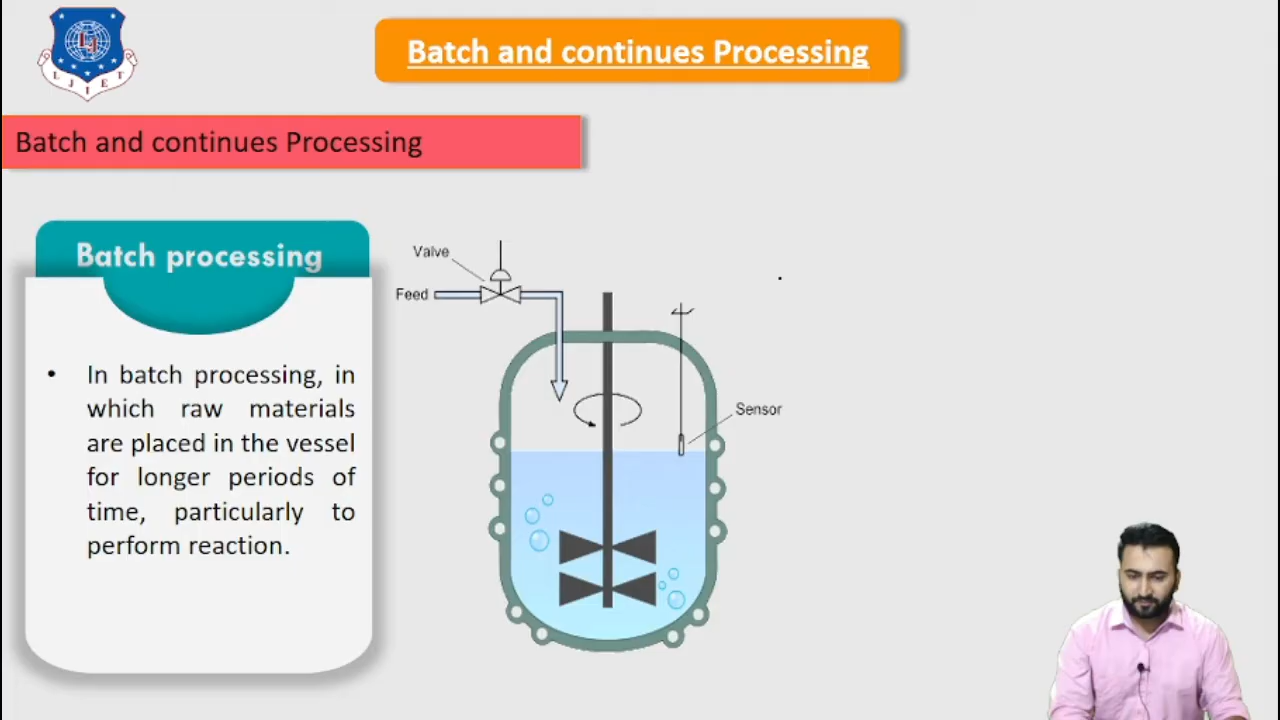 L J I E T
Batch and continues Processing
Batch and continues Processing
Batch processing
• In batch processing, in
which raw materials
are placed in the vessel
for longer periods of
time, particularly to
perform reaction.
Valve
Feed
Sensor